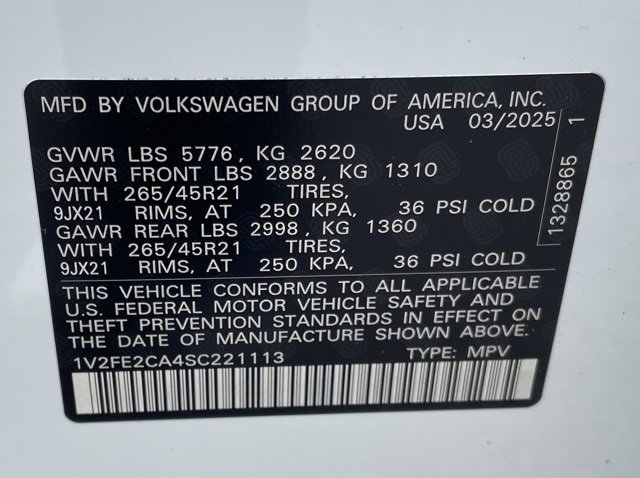 MFD BY VOLKSWAGEN GROUP OF AMERICA, INC.
USA 03/2025
GVWR LBS 5776, KG 2620
GAWR FRONT LBS 2888, KG 1310
WITH 265/45R21 TIRES,
9JX21 RIMS, AT 250 KPA, 36 PSI COLD
GAWR REAR LBS 2998, KG 1360
WITH 265/45R21 TIRES,
9JX21 RIMS, AT 250 KPA, 36 PSI COLD
THIS VEHICLE CONFORMS TO ALL APPLICABLE
U.S. FEDERAL MOTOR VEHICLE SAFETY AND
THEFT PREVENTION STANDARDS IN EFFECT ON
THE DATE OF MANUFACTURE SHOWN ABOVE.
1V2FE2CA4SC221113 TYPE: MPV
1328865 1